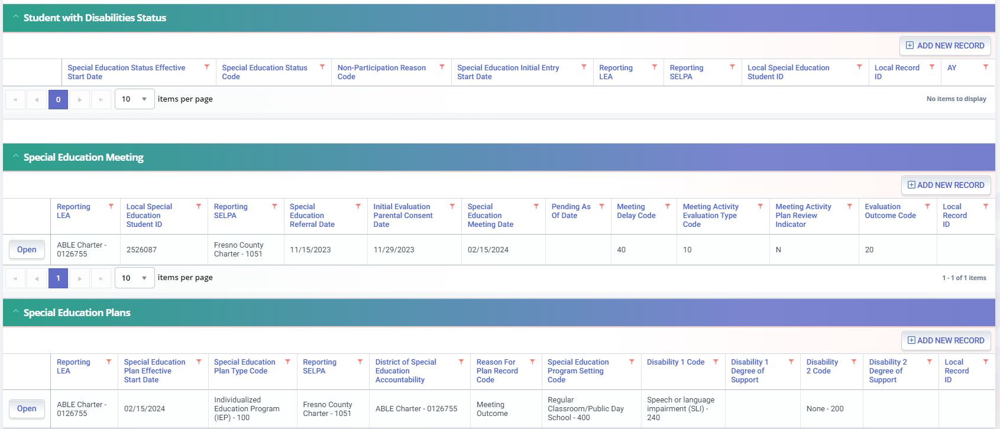 Student with Disabilities Status
ADD NEW RECORD
Special Education Status Effective
Start Date
Special Education Status
Code
Non-Participation Reason
Code
Special Education Initial Entry
Start Date
Reporting
LEA
Reporting
SELPA
Local Special Education
Student ID
Local Record
ID
AY
0
10
items per page
No items to display
Special Education Meeting
ADD NEW RECORD
Reporting
LEA
Local Special
Education
Student ID
Reporting
SELPA
Special
Education
Referral Date
Initial Evaluation
Parental Consent
Date
Special
Education
Meeting Date
Pending As
Of Date
Meeting
Delay Code
Meeting Activity
Evaluation Type
Code
Meeting Activity
Plan Review
Indicator
Evaluation
Outcome Code
Local
Record
ID
Open
ABLE Charter -
0126755
2526087
Fresno County
Charter - 1051
11/15/2023
11/29/2023
02/15/2024
40
10
N
20
1
10
items per page
1 - 1 of 1 items
Special Education Plans
ADD NEW RECORD
Reporting
LEA
Special Education
Plan Effective
Start Date
Special Education
Plan Type Code
Reporting
SELPA
District of Special
Education
Accountability
Reason For
Plan Record
Code
Special Education
Program Setting
Code
Disability 1 Code
Disability 1
Degree of
Support
Disability
2 Code
Disability 2
Degree of
Support
Local
Record
ID
Open
ABLE Charter -
0126755
02/15/2024
Individualized
Education Program
(IEP) - 100
Fresno County
Charter - 1051
ABLE Charter - 0126755
Meeting
Outcome
Regular
Classroom/Public Day
School - 400
Speech or language
impairment (SLI) -
240
None - 200